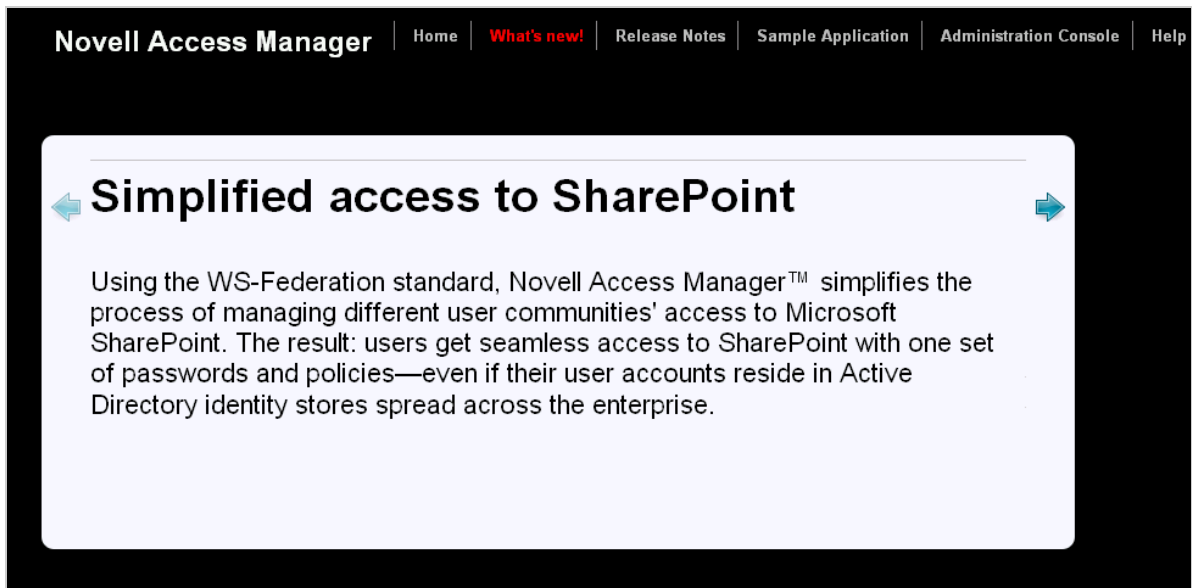 Novell Access Manager Home What's new! Release Notes Sample Application Administration Console Help
Simplified access to SharePoint
Using the WS-Federation standard, Novell Access Manager™ simplifies the
process of managing different user communities' access to Microsoft
SharePoint. The result: users get seamless access to SharePoint with one set
of passwords and policies—even if their user accounts reside in Active
Directory identity stores spread across the enterprise.